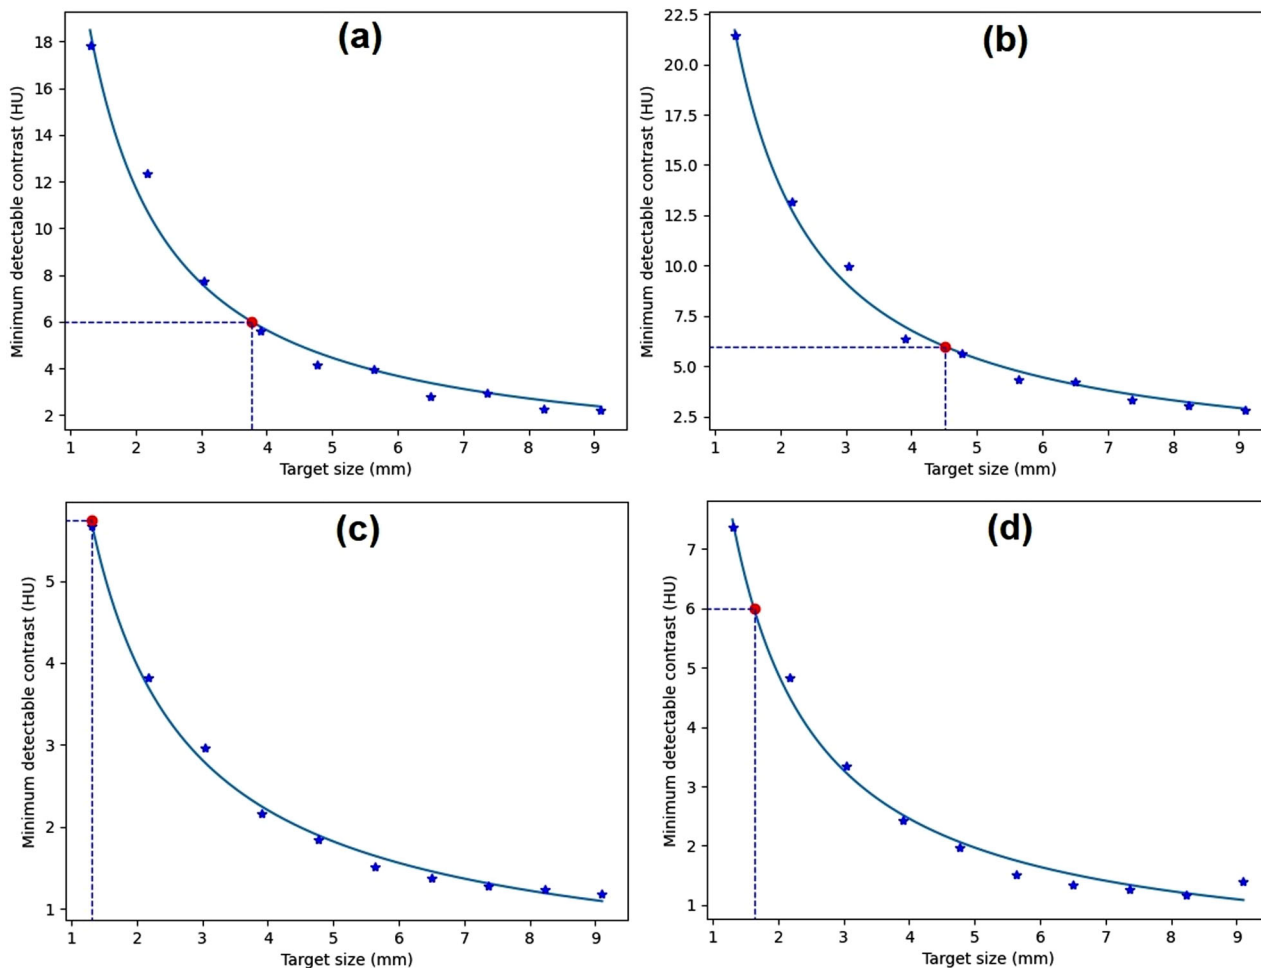 (a)
Minimum detectable contrast (HU)
18
16
14
12
10
8
6
4
2
1 2 3 4 5 6 7 8 9
Target size (mm)
(b)
Minimum detectable contrast (HU)
22.5
20.0
17.5
15.0
12.5
10.0
7.5
5.0
2.5
1 2 3 4 5 6 7 8 9
Target size (mm)
(c)
Minimum detectable contrast (HU)
5
4
3
2
1
1 2 3 4 5 6 7 8 9
Target size (mm)
(d)
Minimum detectable contrast (HU)
7
6
5
4
3
2
1
1 2 3 4 5 6 7 8 9
Target size (mm)